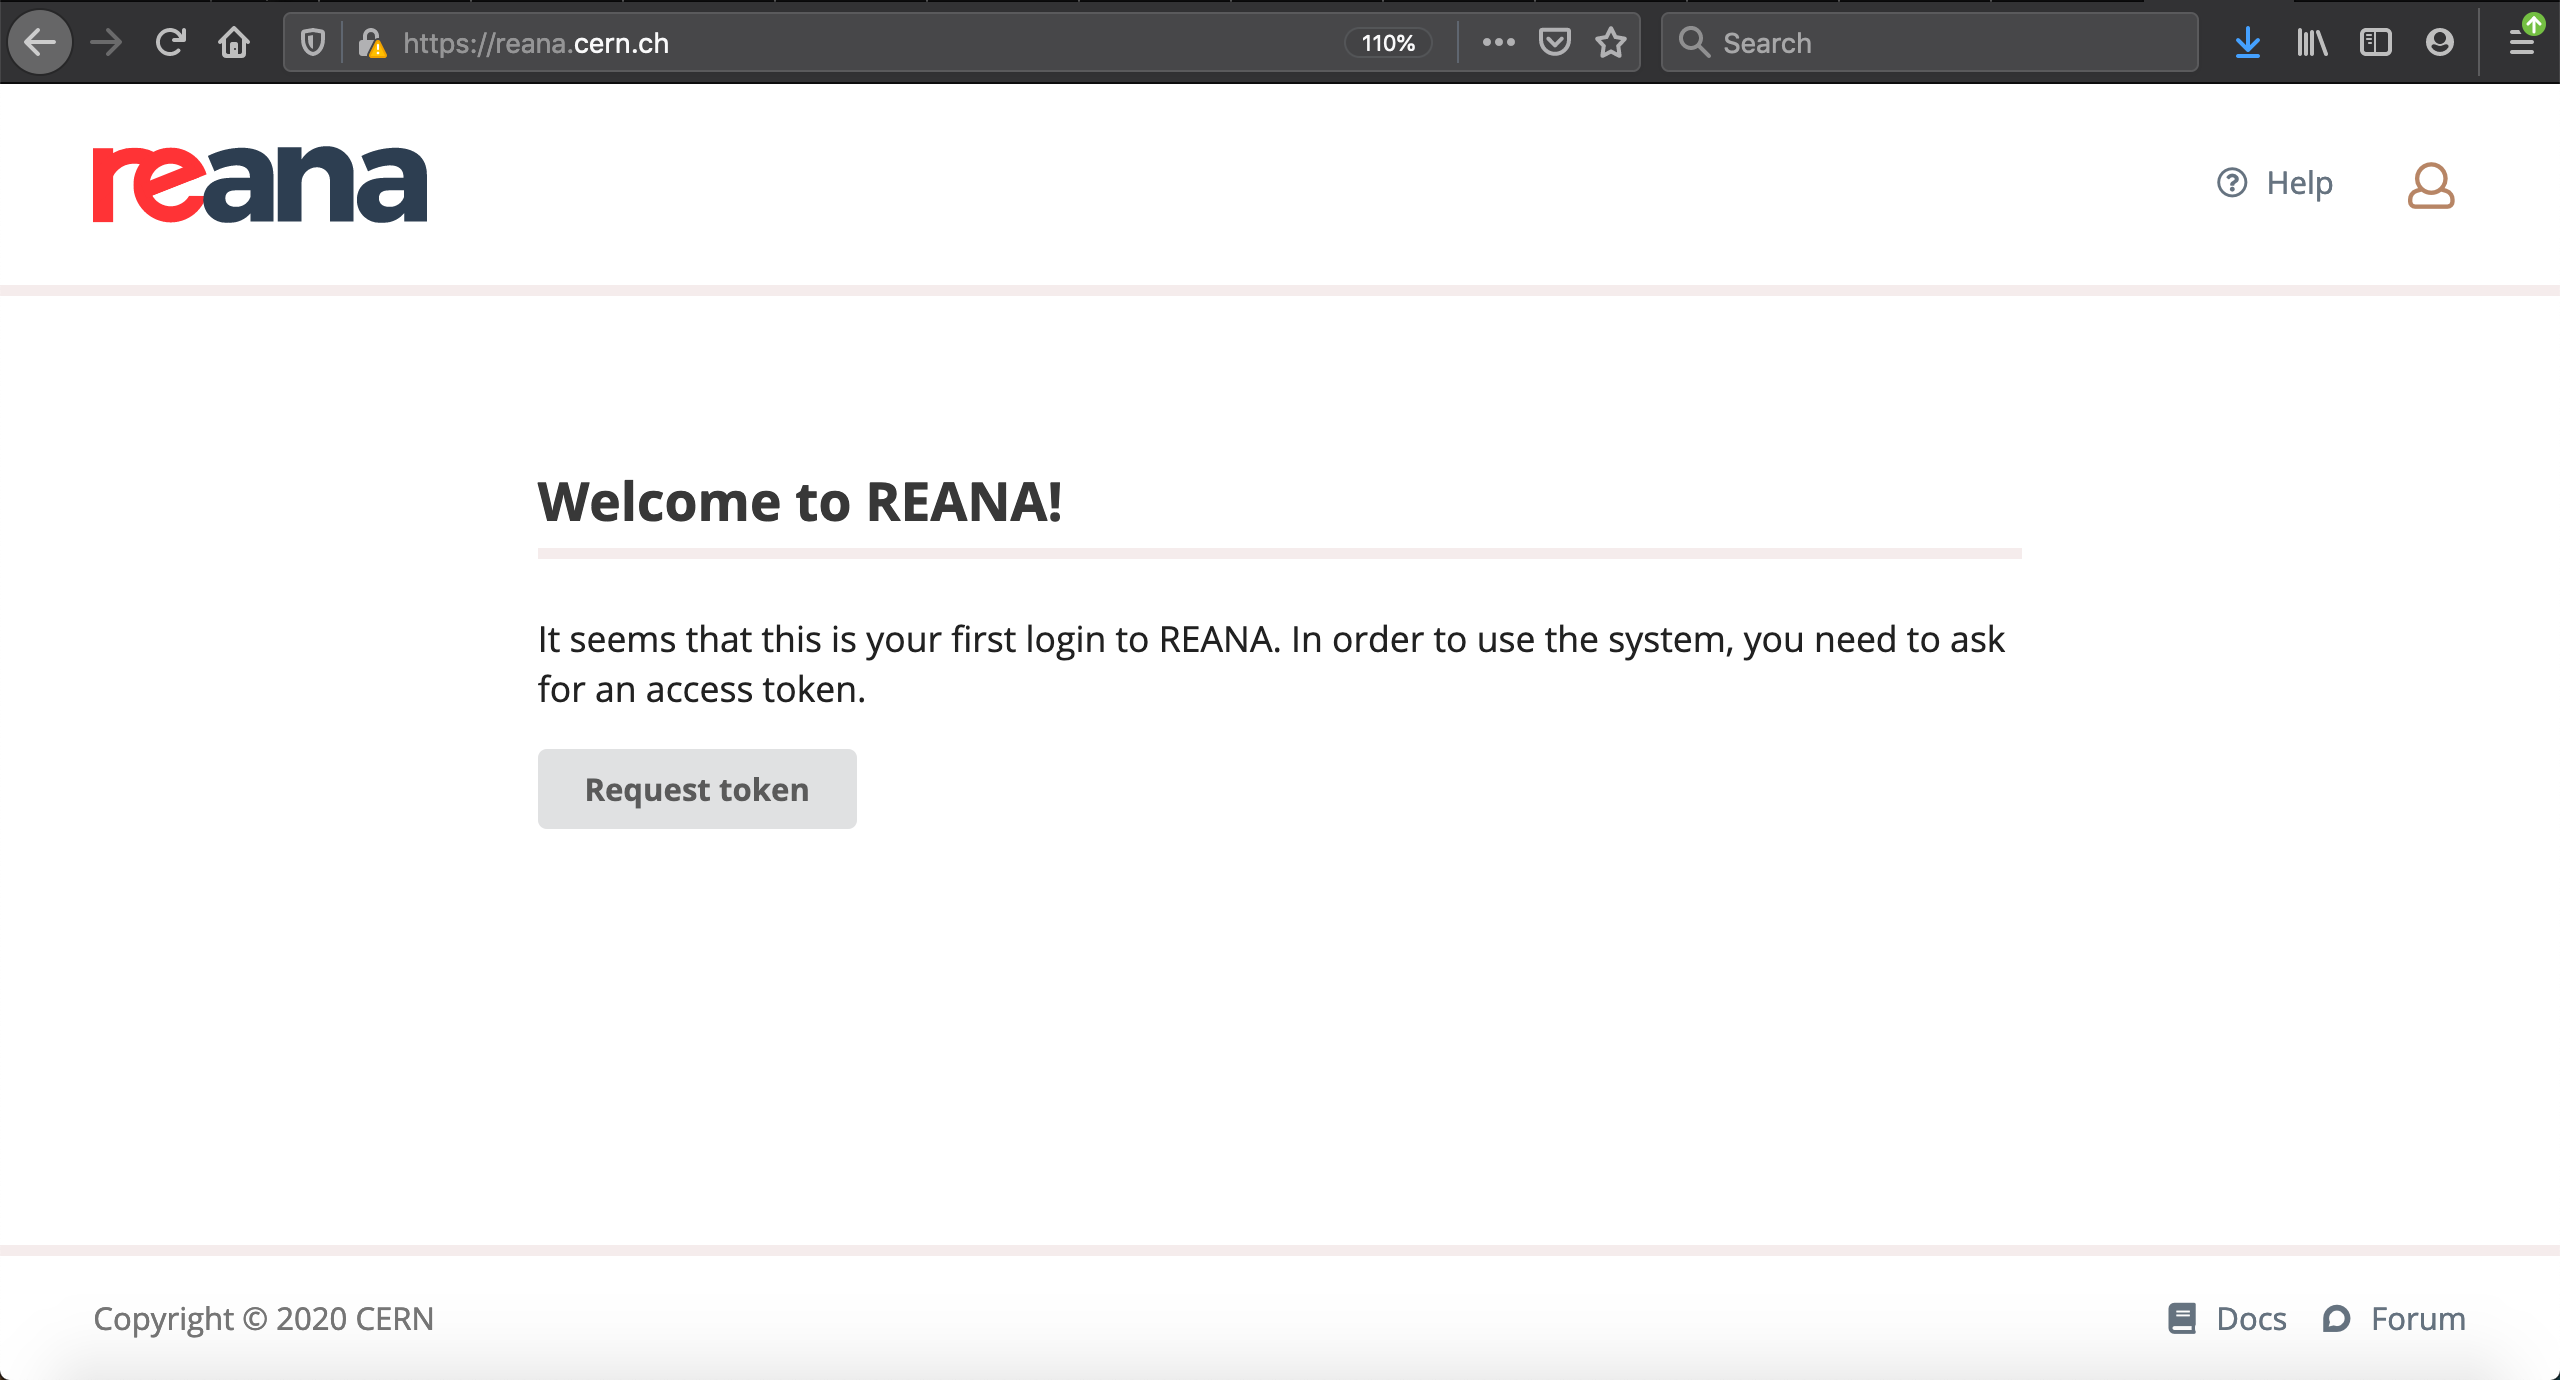 https://reana.cern.ch
110%
Search
reana
Help
Welcome to REANA!
It seems that this is your first login to REANA. In order to use the system, you need to ask
for an access token.
Request token
Copyright © 2020 CERN
Docs
Forum